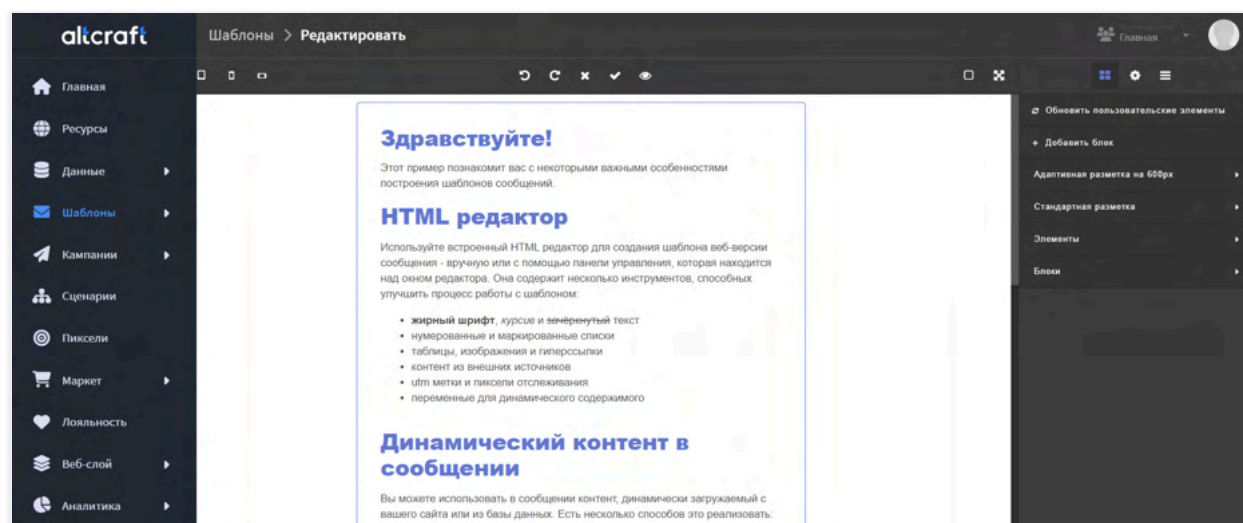 altcraft
Шаблоны > Редактировать
Главная
Главная
Ресурсы
Данные
Шаблоны
Кампании
Сценарии
Пиксели
Маркет
Лояльность
Веб-слой
Аналитика
Здравствуйте!
Этот пример познакомит вас с некоторыми важными особенностями
построения шаблонов сообщений.
HTML редактор
Используйте встроенный HTML редактор для создания шаблона веб-версии
сообщения - вручную или с помощью панели управления, которая находится
над окном редактора. Она содержит несколько инструментов, способных
улучшить процесс работы с шаблоном:
• жирный шрифт, курсив и зачёркнутый текст
• нумерованные и маркированные списки
• таблицы, изображения и гиперссылки
• контент из внешних источников
• utm метки и пиксели отслеживания
• переменные для динамического содержимого
Динамический контент в
сообщении
Вы можете использовать в сообщении контент, динамически загружаемый с
вашего сайта или из базы данных. Есть несколько способов это реализовать:
Обновить пользовательские элементы
+ Добавить блок
Адаптивная разметка на 600px
Стандартная разметка
Элементы
Блоки